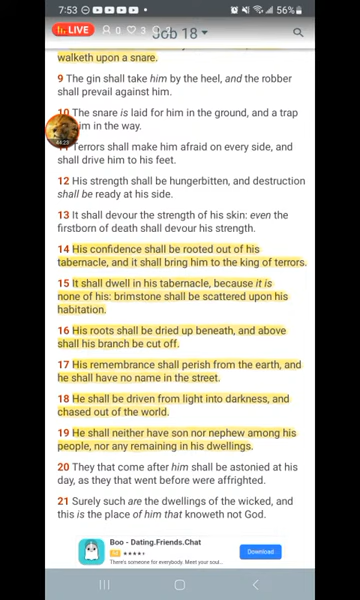 7:53 56%
LIVE 0 3 Job 18
walketh upon a snare.
9 The gin shall take him by the heel, and the robber
shall prevail against him.
10 The snare is laid for him in the ground, and a trap
him in the way.
44:25
11 Terrors shall make him afraid on every side, and
shall drive him to his feet.
12 His strength shall be hungerbitten, and destruction
shall be ready at his side.
13 It shall devour the strength of his skin: even the
firstborn of death shall devour his strength.
14 His confidence shall be rooted out of his
tabernacle, and it shall bring him to the king of terrors.
15 It shall dwell in his tabernacle, because it is
none of his: brimstone shall be scattered upon his
habitation.
16 His roots shall be dried up beneath, and above
shall his branch be cut off.
17 His remembrance shall perish from the earth, and
he shall have no name in the street.
18 He shall be driven from light into darkness, and
chased out of the world.
19 He shall neither have son nor nephew among his
people, nor any remaining in his dwellings.
20 They that come after him shall be astonied at his
day, as they that went before were affrighted.
21 Surely such are the dwellings of the wicked, and
this is the place of him that knoweth not God.
Boo - Dating.Friends.Chat
There's someone for everybody. Meet your soul...
Download